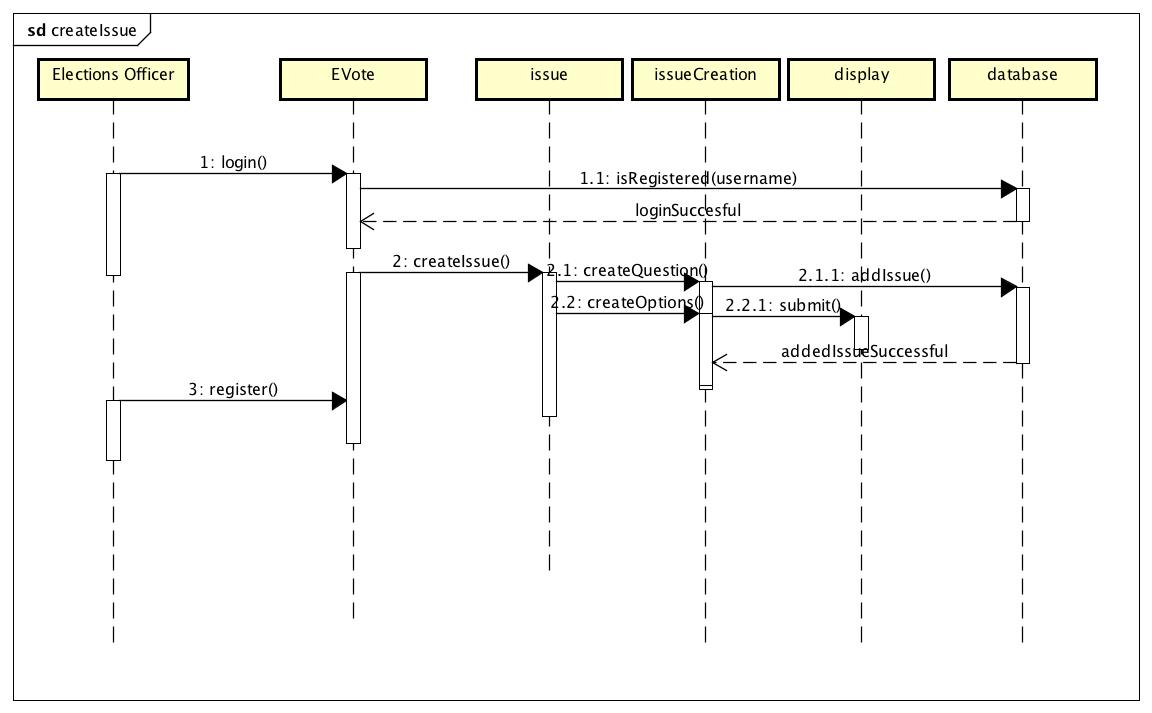 sd createIssue
Elections Officer
EVote
issue
issueCreation
display
database
1: login()
1.1: isRegistered(username)
loginSuccesful
2: createIssue()
2.1: createQuestion()
2.1.1: addIssue()
2.2: createOptions()
2.2.1: submit()
addedIssueSuccessful
3: register()